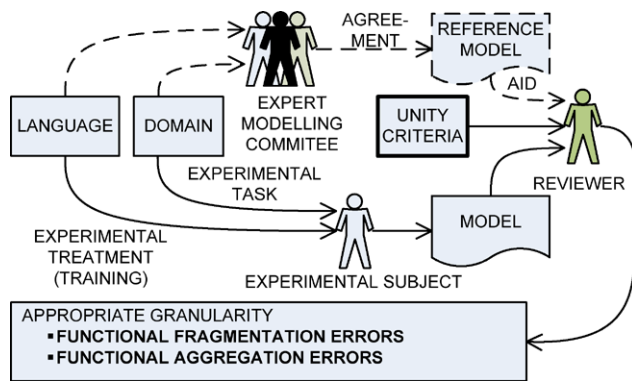 AGREE-
MENT
REFERENCE
MODEL
AID
EXPERT
MODELLING
COMMITEE
LANGUAGE
DOMAIN
UNITY
CRITERIA
REVIEWER
EXPERIMENTAL
TASK
EXPERIMENTAL
TREATMENT
(TRAINING)
MODEL
EXPERIMENTAL SUBJECT
APPROPRIATE GRANULARITY
▪FUNCTIONAL FRAGMENTATION ERRORS
▪FUNCTIONAL AGGREGATION ERRORS